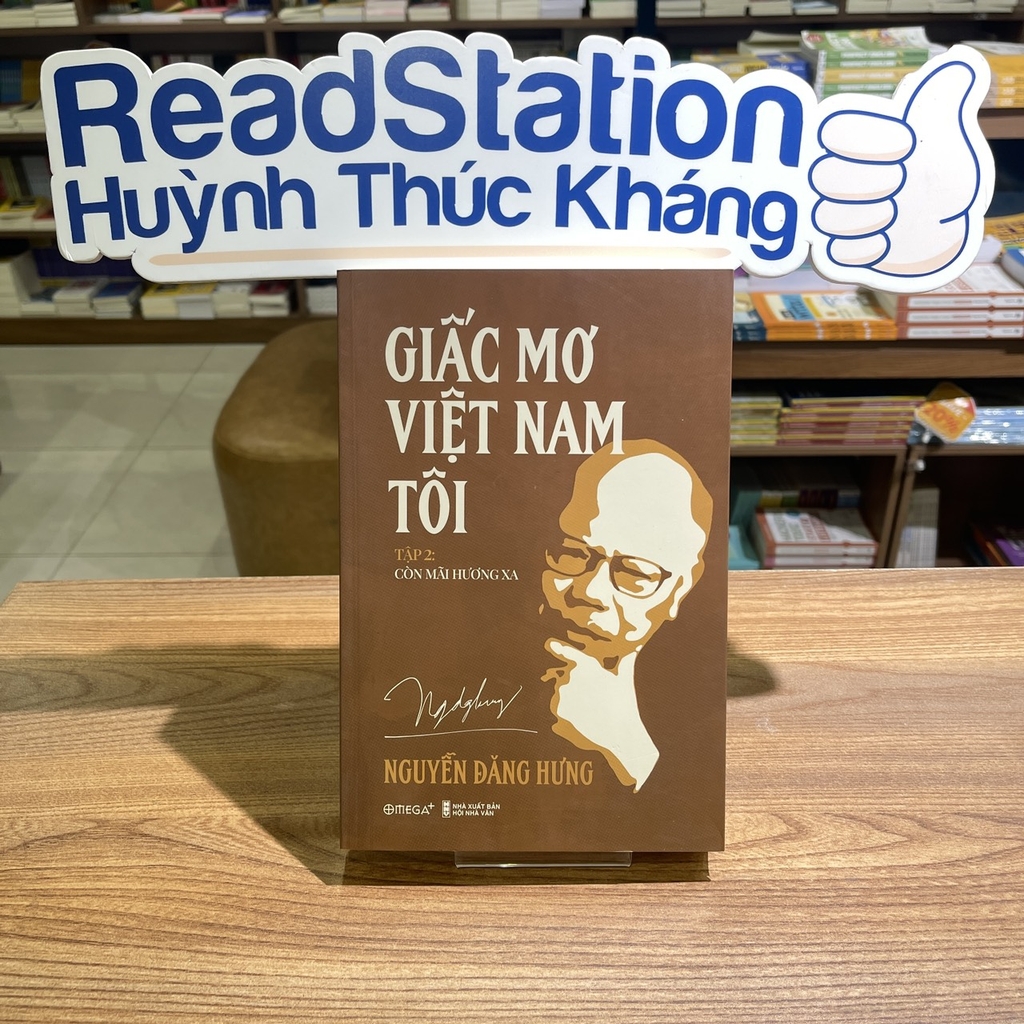 ReadStation
Huỳnh Thúc Kháng
GIẤC MƠ
VIỆT NAM
TÔI
TẬP 2:
CÒN MÃI HƯƠNG XA
NGUYỄN ĐĂNG HƯNG
OMEGA+
NHÀ XUẤT BẢN
HỘI NHÀ VĂN
20%